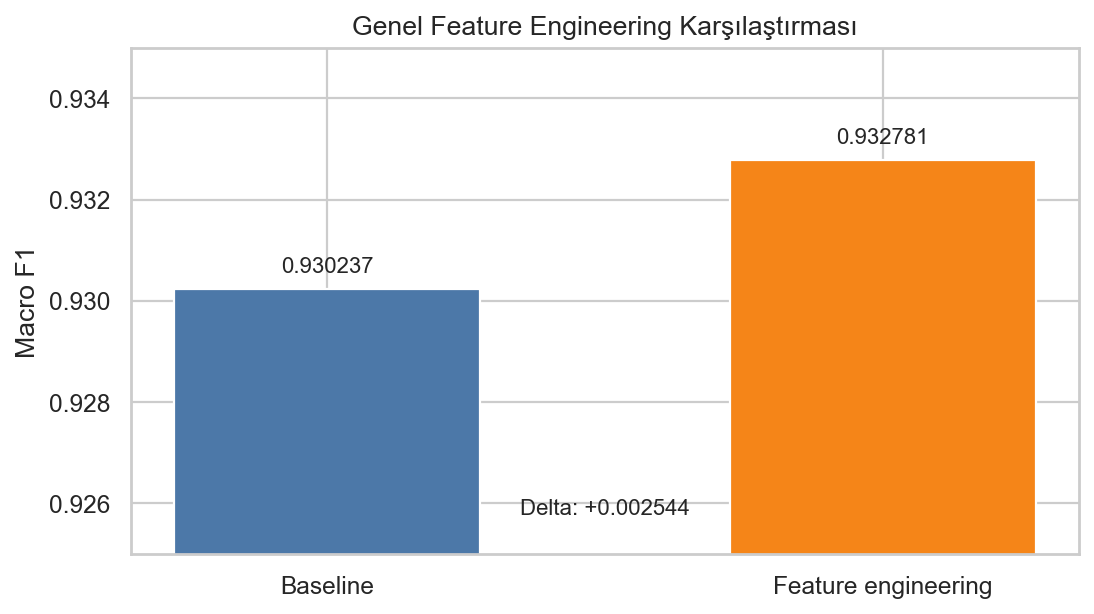 Genel Feature Engineering Karşılaştırması
Macro F1
0.934
0.932
0.930
0.928
0.926
0.930237
0.932781
Delta: +0.002544
Baseline
Feature engineering